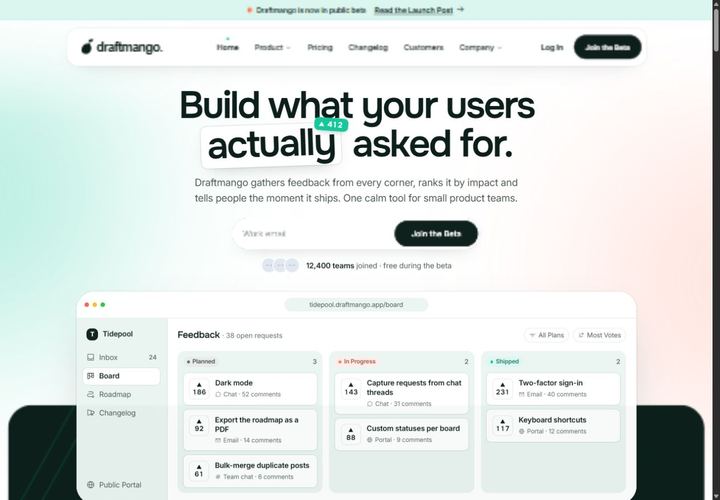 Draftmango is now in public beta Read the Launch Post →
draftmango.
Home Product Pricing Changelog Customers Company Log In Join the Beta
Build what your users
▲ 412
actually asked for.
Draftmango gathers feedback from every corner, ranks it by impact and
tells people the moment it ships. One calm tool for small product teams.
Work email Join the Beta
12,400 teams joined · free during the beta
tidepool.draftmango.app/board
T Tidepool
Inbox 24
Board
Roadmap
Changelog
Public Portal
Feedback · 38 open requests All Plans Most Votes
Planned 3
▲ 186 Dark mode
Chat · 52 comments
▲ 92 Export the roadmap as a
PDF
Email · 14 comments
▲ 61 Bulk-merge duplicate posts
# Team chat · 6 comments
In Progress 2
▲ 143 Capture requests from chat
threads
Chat · 31 comments
▲ 88 Custom statuses per board
Portal · 9 comments
Shipped 2
▲ 231 Two-factor sign-in
Email · 40 comments
▲ 117 Keyboard shortcuts
Portal · 12 comments